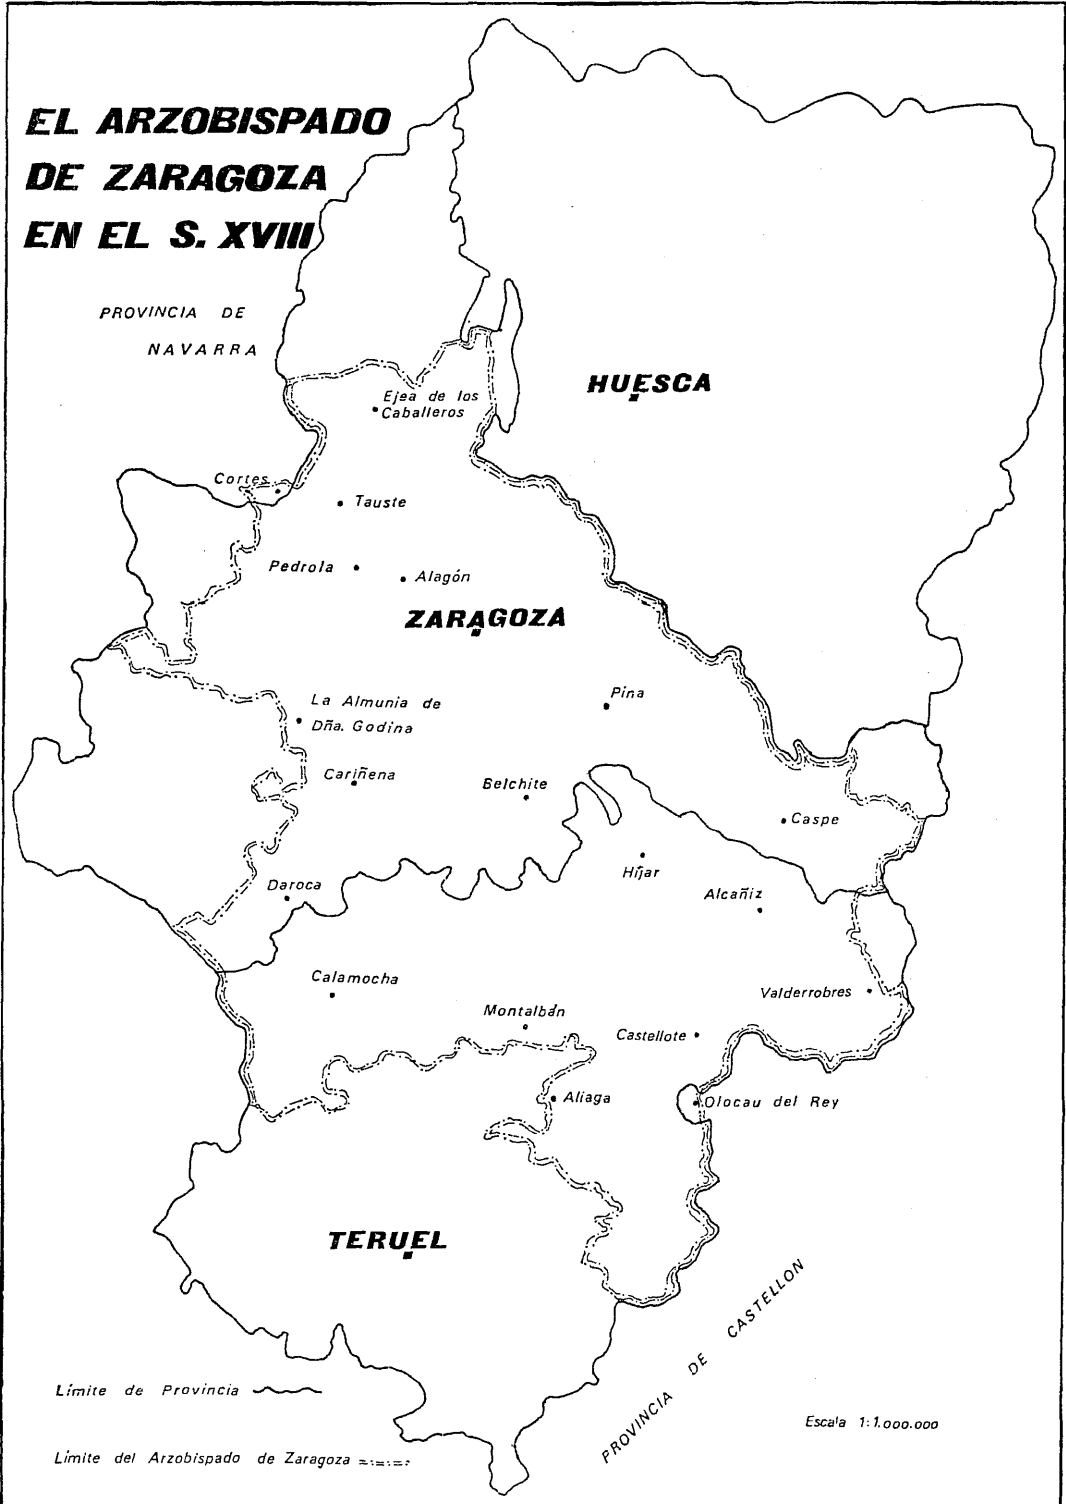 EL ARZOBISPADO
DE ZARAGOZA
EN EL S. XVIII
PROVINCIA DE
NAVARRA
HUESCA
Ejea de los
Caballeros
Cortes
Tauste
Pedrola
Alagón
ZARAGOZA
La Almunia de
Dña. Godina
Pina
Cariñena
Belchite
Caspe
Híjar
Daroca
Alcañiz
Calamocha
Valderrobres
Montalbán
Castellote
Aliaga
Olocau del Rey
TERUEL
PROVINCIA DE CASTELLON
Límite de Provincia
Escala 1:1.000.000
Límite del Arzobispado de Zaragoza